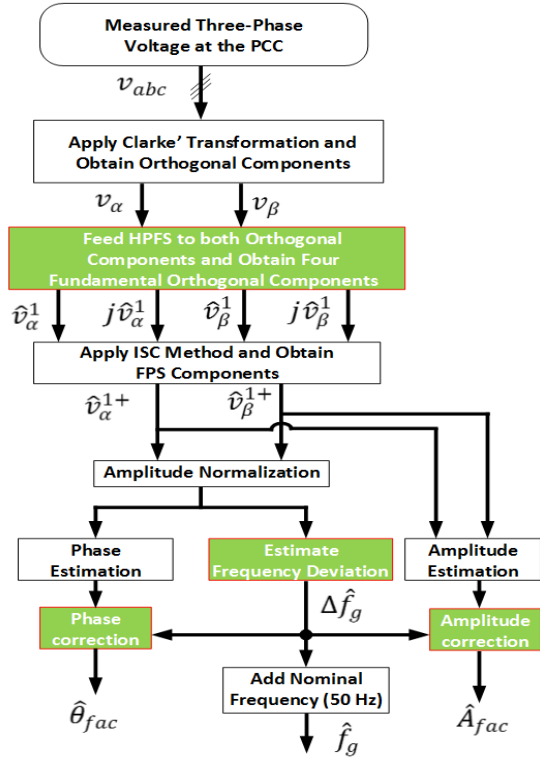 Measured Three-Phase
Voltage at the PCC
v_abc
Apply Clarke' Transformation and
Obtain Orthogonal Components
v_α v_β
Feed HPFS to both Orthogonal
Components and Obtain Four
Fundamental Orthogonal Components
v̂_α^1 jv̂_α^1 v̂_β^1 jv̂_β^1
Apply ISC Method and Obtain
FPS Components
v̂_α^1+ v̂_β^1+
Amplitude Normalization
Phase
Estimation
Estimate
Frequency Deviation
Amplitude
Estimation
Phase
correction
Δf̂_g
Amplitude
correction
Add Nominal
Frequency (50 Hz)
θ̂_fac
f̂_g
Â_fac